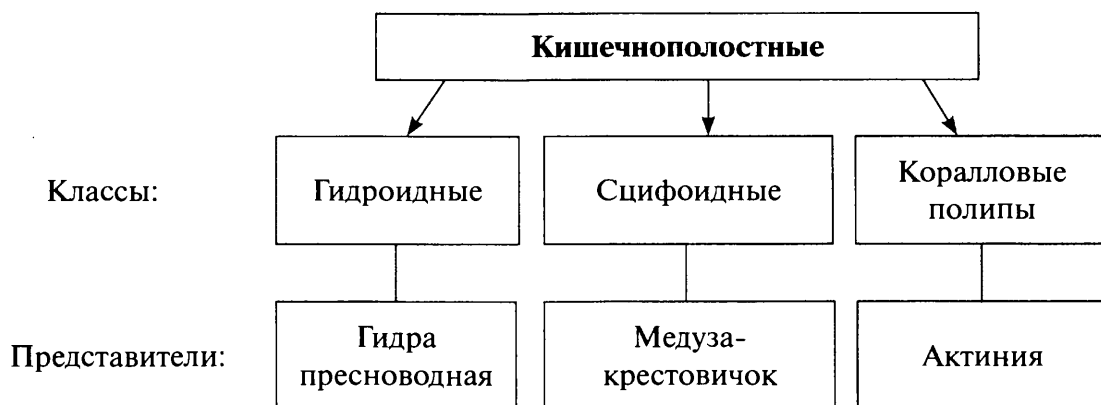 Кишечнополостные
Классы:
Гидроидные
Сцифоидные
Коралловые
полипы
Представители:
Гидра
пресноводная
Медуза-
крестовичок
Актиния